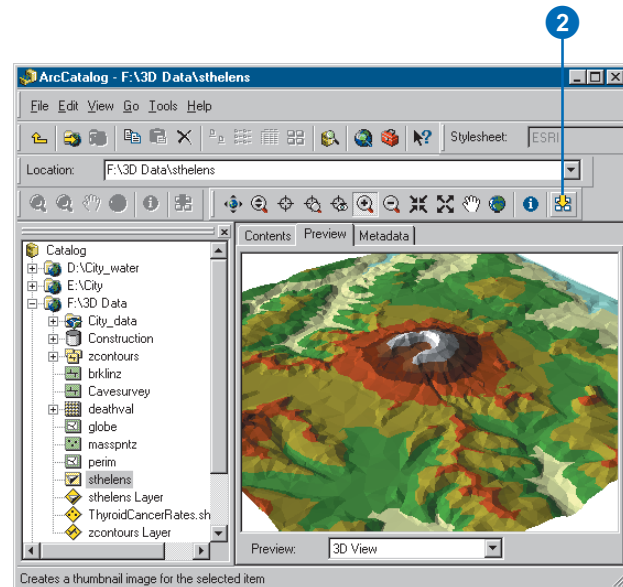 2
ArcCatalog - F:\3D Data\sthelens
File Edit View Go Tools Help
Stylesheet: ESRI
Location: F:\3D Data\sthelens
Contents Preview Metadata
Catalog
D:\City_water
E:\City
F:\3D Data
City_data
Construction
zcontours
brklinz
Cavesurvey
deathval
globe
masspntz
perim
sthelens
sthelens Layer
ThyroidCancerRates.sh
zcontours Layer
Preview: 3D View
Creates a thumbnail image for the selected item